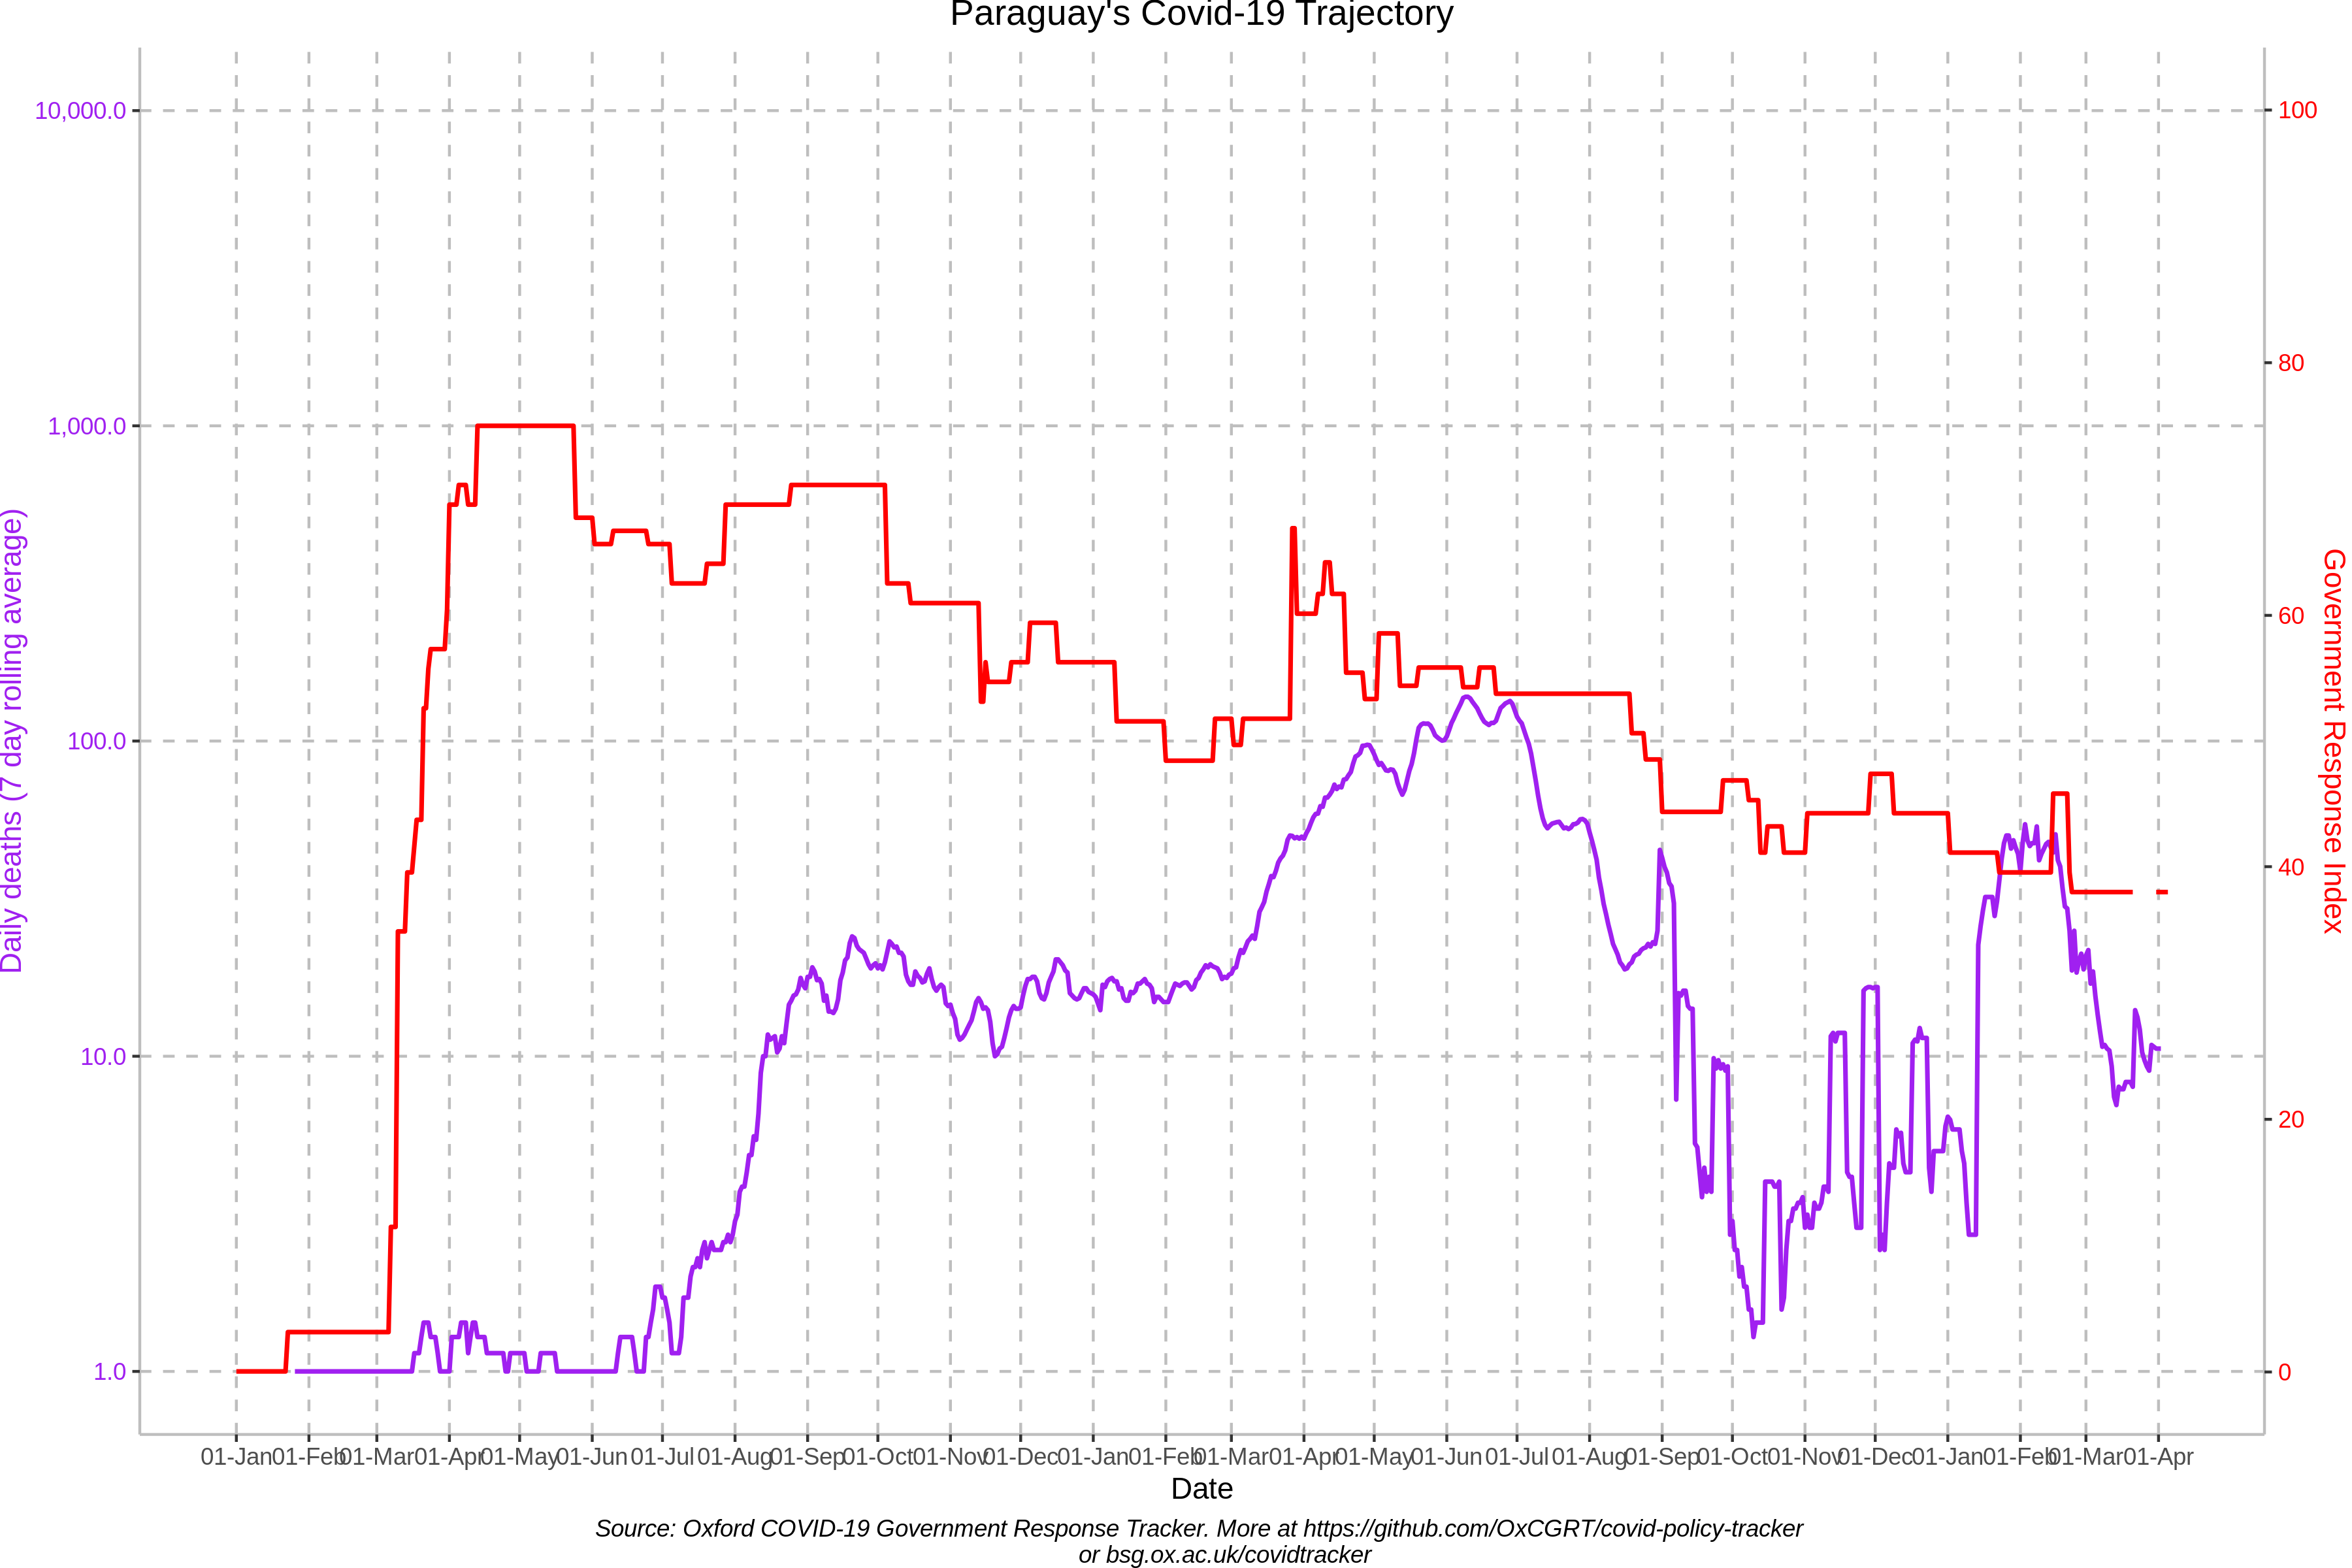 Paraguay's Covid-19 Trajectory
10,000.0
1,000.0
100.0
10.0
1.0
Daily deaths (7 day rolling average)
100
80
60
40
20
0
Government Response Index
01-Jan 01-Feb 01-Mar 01-Apr 01-May 01-Jun 01-Jul 01-Aug 01-Sep 01-Oct 01-Nov 01-Dec 01-Jan 01-Feb 01-Mar 01-Apr 01-May 01-Jun 01-Jul 01-Aug 01-Sep 01-Oct 01-Nov 01-Dec 01-Jan 01-Feb 01-Mar 01-Apr
Date
Source: Oxford COVID-19 Government Response Tracker. More at https://github.com/OxCGRT/covid-policy-tracker
or bsg.ox.ac.uk/covidtracker